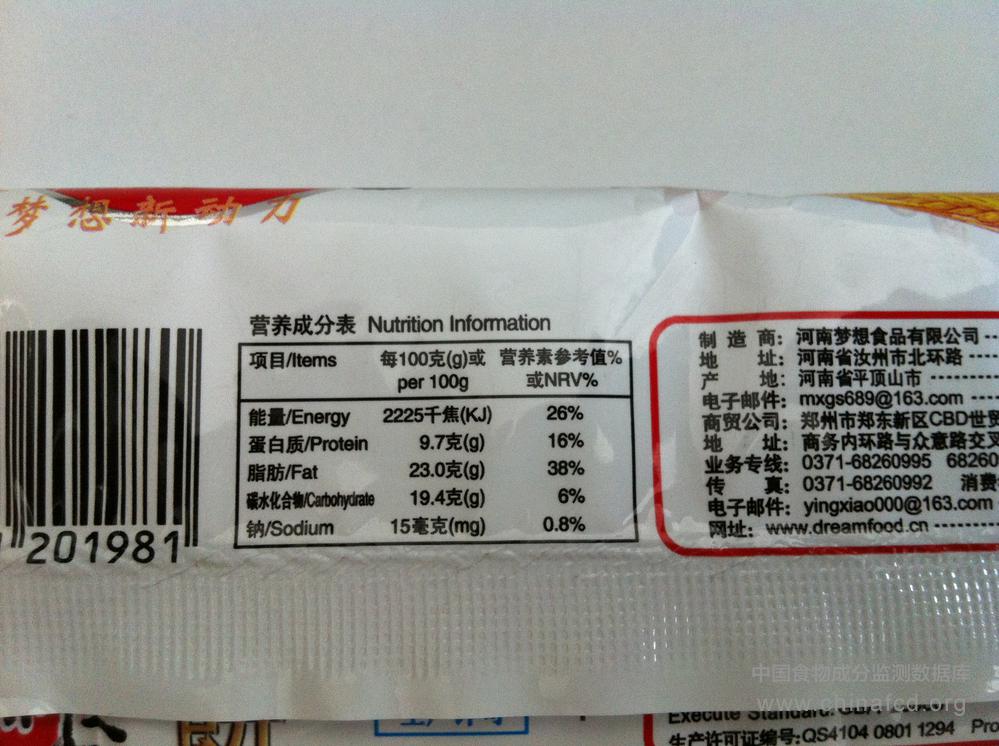 梦想新动力
201981
营养成分表 Nutrition Information
项目/Items 每100克(g)或 per 100g 营养素参考值% 或NRV%
能量/Energy 2225千焦(KJ) 26%
蛋白质/Protein 9.7克(g) 16%
脂肪/Fat 23.0克(g) 38%
碳水化合物/Carbohydrate 19.4克(g) 6%
钠/Sodium 15毫克(mg) 0.8%
制造商: 河南梦想食品有限公司
地址: 河南省汝州市北环路
产地: 河南省平顶山市
电子邮件: mxgs689@163.com
商贸公司: 郑州市郑东新区CBD世贸
地址: 商务内环路与众意路交叉
业务专线: 0371-68260995 68260
传真: 0371-68260992 消费
电子邮件: yingxiao000@163.com
网址: www.dreamfood.cn
中国食物成分监测数据库
www.chinafcd.org
Execute Standard:
生产许可证编号:QS4104 0801 1294 Pro